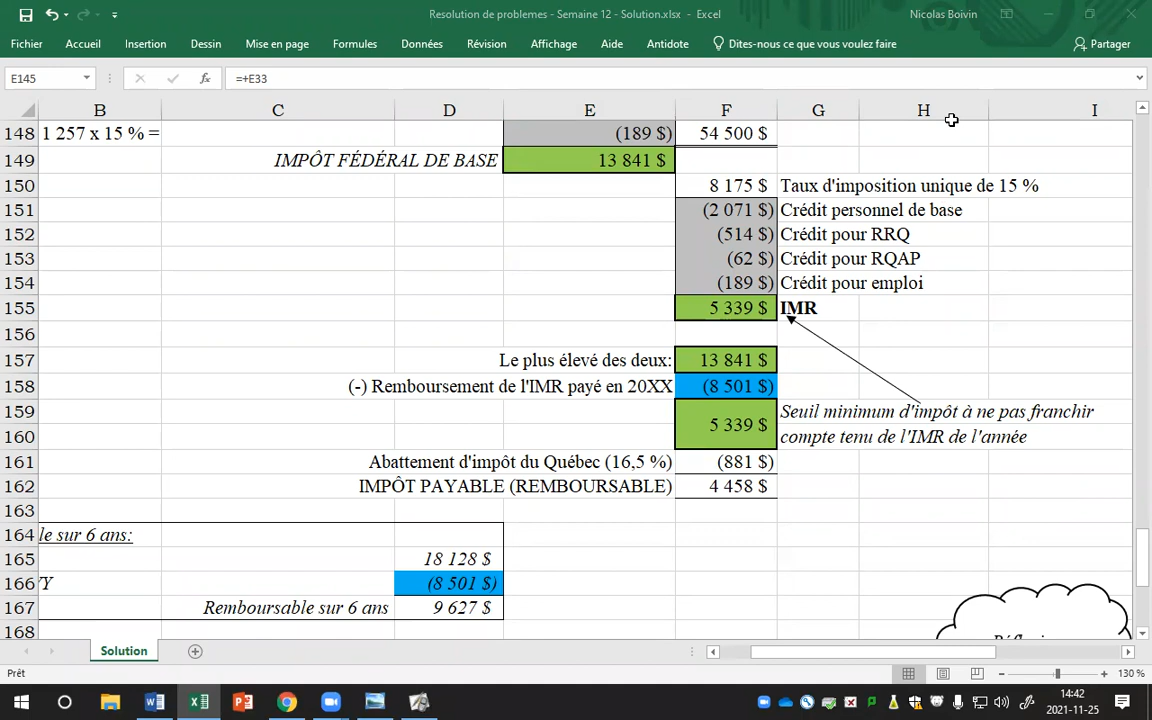 Resolution de problemes - Semaine 12 - Solution.xlsx - Excel
Nicolas Boivin
Fichier Accueil Insertion Dessin Mise en page Formules Données Révision Affichage Aide Antidote Dites-nous ce que vous voulez faire Partager
E145 fx =+E33
B C D E F G H I
148 1 257 x 15 % = (189 $) 54 500 $
149 IMPÔT FÉDÉRAL DE BASE 13 841 $
150 8 175 $ Taux d'imposition unique de 15 %
151 (2 071 $) Crédit personnel de base
152 (514 $) Crédit pour RRQ
153 (62 $) Crédit pour RQAP
154 (189 $) Crédit pour emploi
155 5 339 $ IMR
156
157 Le plus élevé des deux: 13 841 $
158 (-) Remboursement de l'IMR payé en 20XX (8 501 $)
159 Seuil minimum d'impôt à ne pas franchir
5 339 $
160 compte tenu de l'IMR de l'année
161 Abattement d'impôt du Québec (16,5 %) (881 $)
162 IMPÔT PAYABLE (REMBOURSABLE) 4 458 $
163
164 le sur 6 ans:
165 18 128 $
166 Y (8 501 $)
167 Remboursable sur 6 ans 9 627 $
168
Solution
Prêt 130 %
14:42
2021-11-25